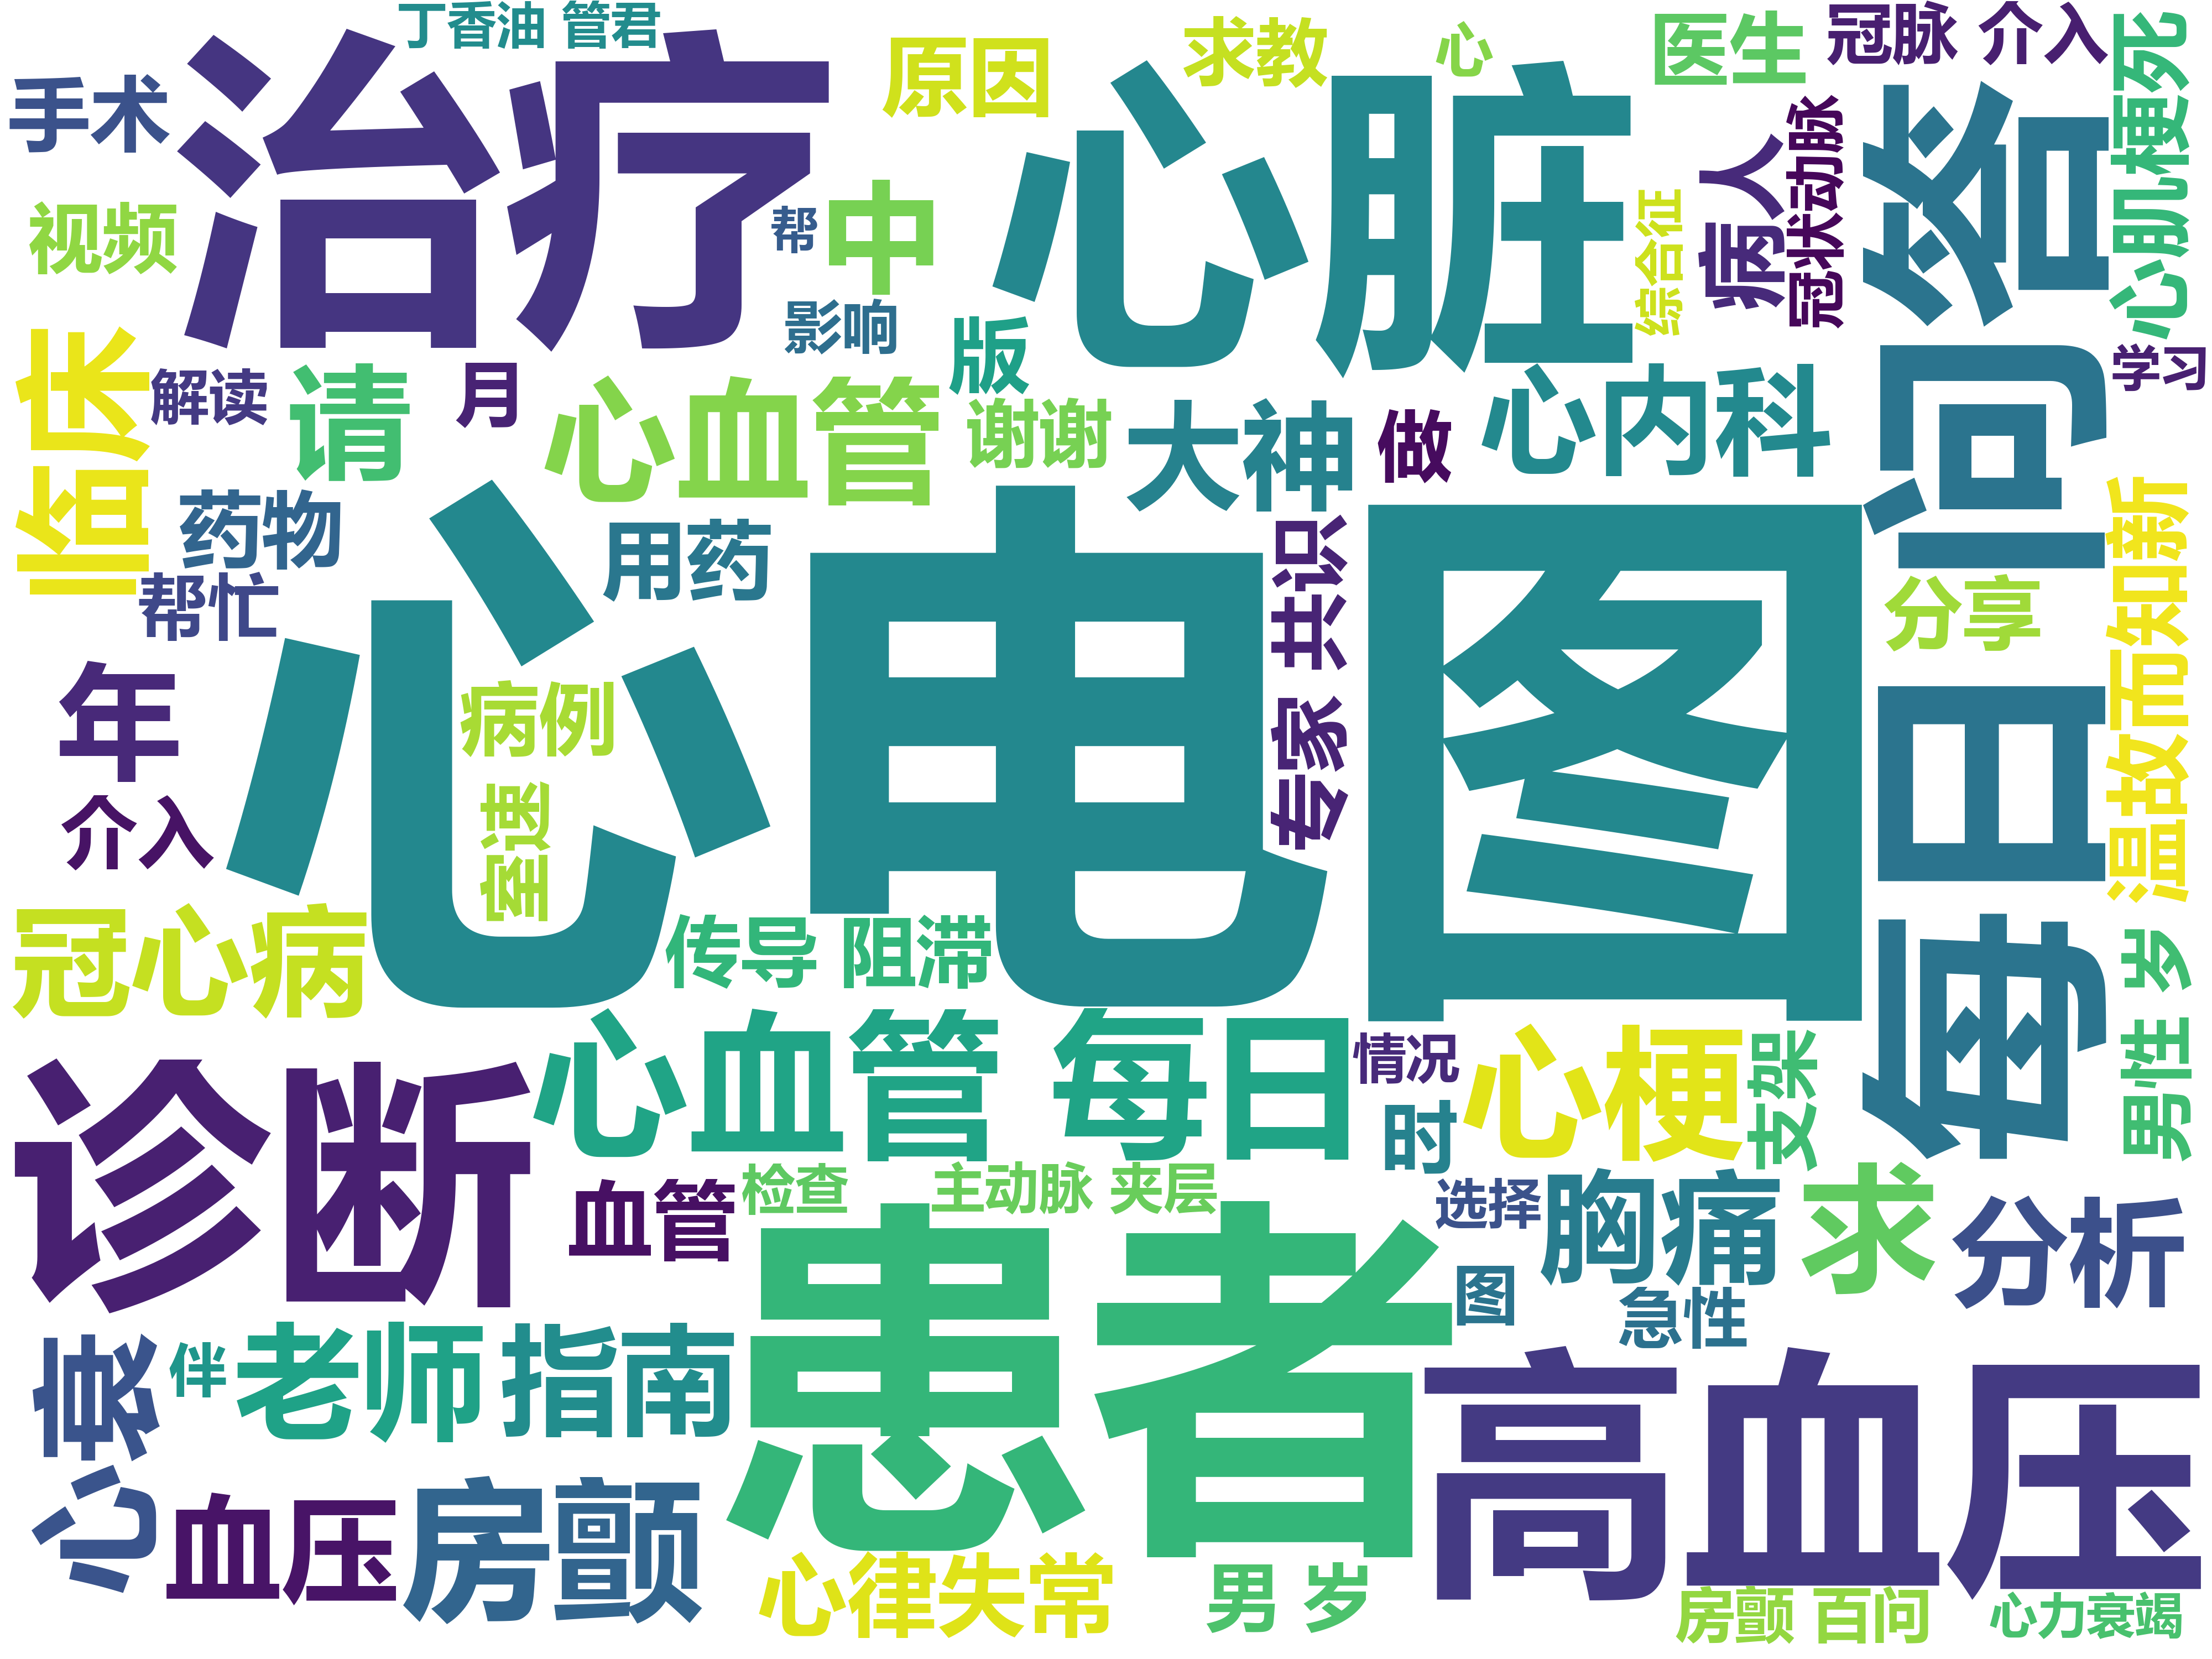 丁香油 管君
手术
治疗
原因
求教
心
医生
冠脉 介入
心肌梗死
视频
帮
中
心脏
综合征
病人
冠状动脉
每日一问 答
影响
版
学习
临床
解读
请
月
心血管
谢谢
大神
做
心内科
药物
用药
帮忙
专家 共识
心电图
分享
温故而知新
年
病例
室速
介入
冠心病
传导 阻滞
男性 岁
心血管 每日
情况
心梗
支架
时
诊断
血管
检查
主动脉 夹层
选择
胸痛
求
分析
患者
图
急性
心衰
伴
老师
指南
高血压
血压
房颤
心律失常
男 岁
房颤 百问
心力衰竭